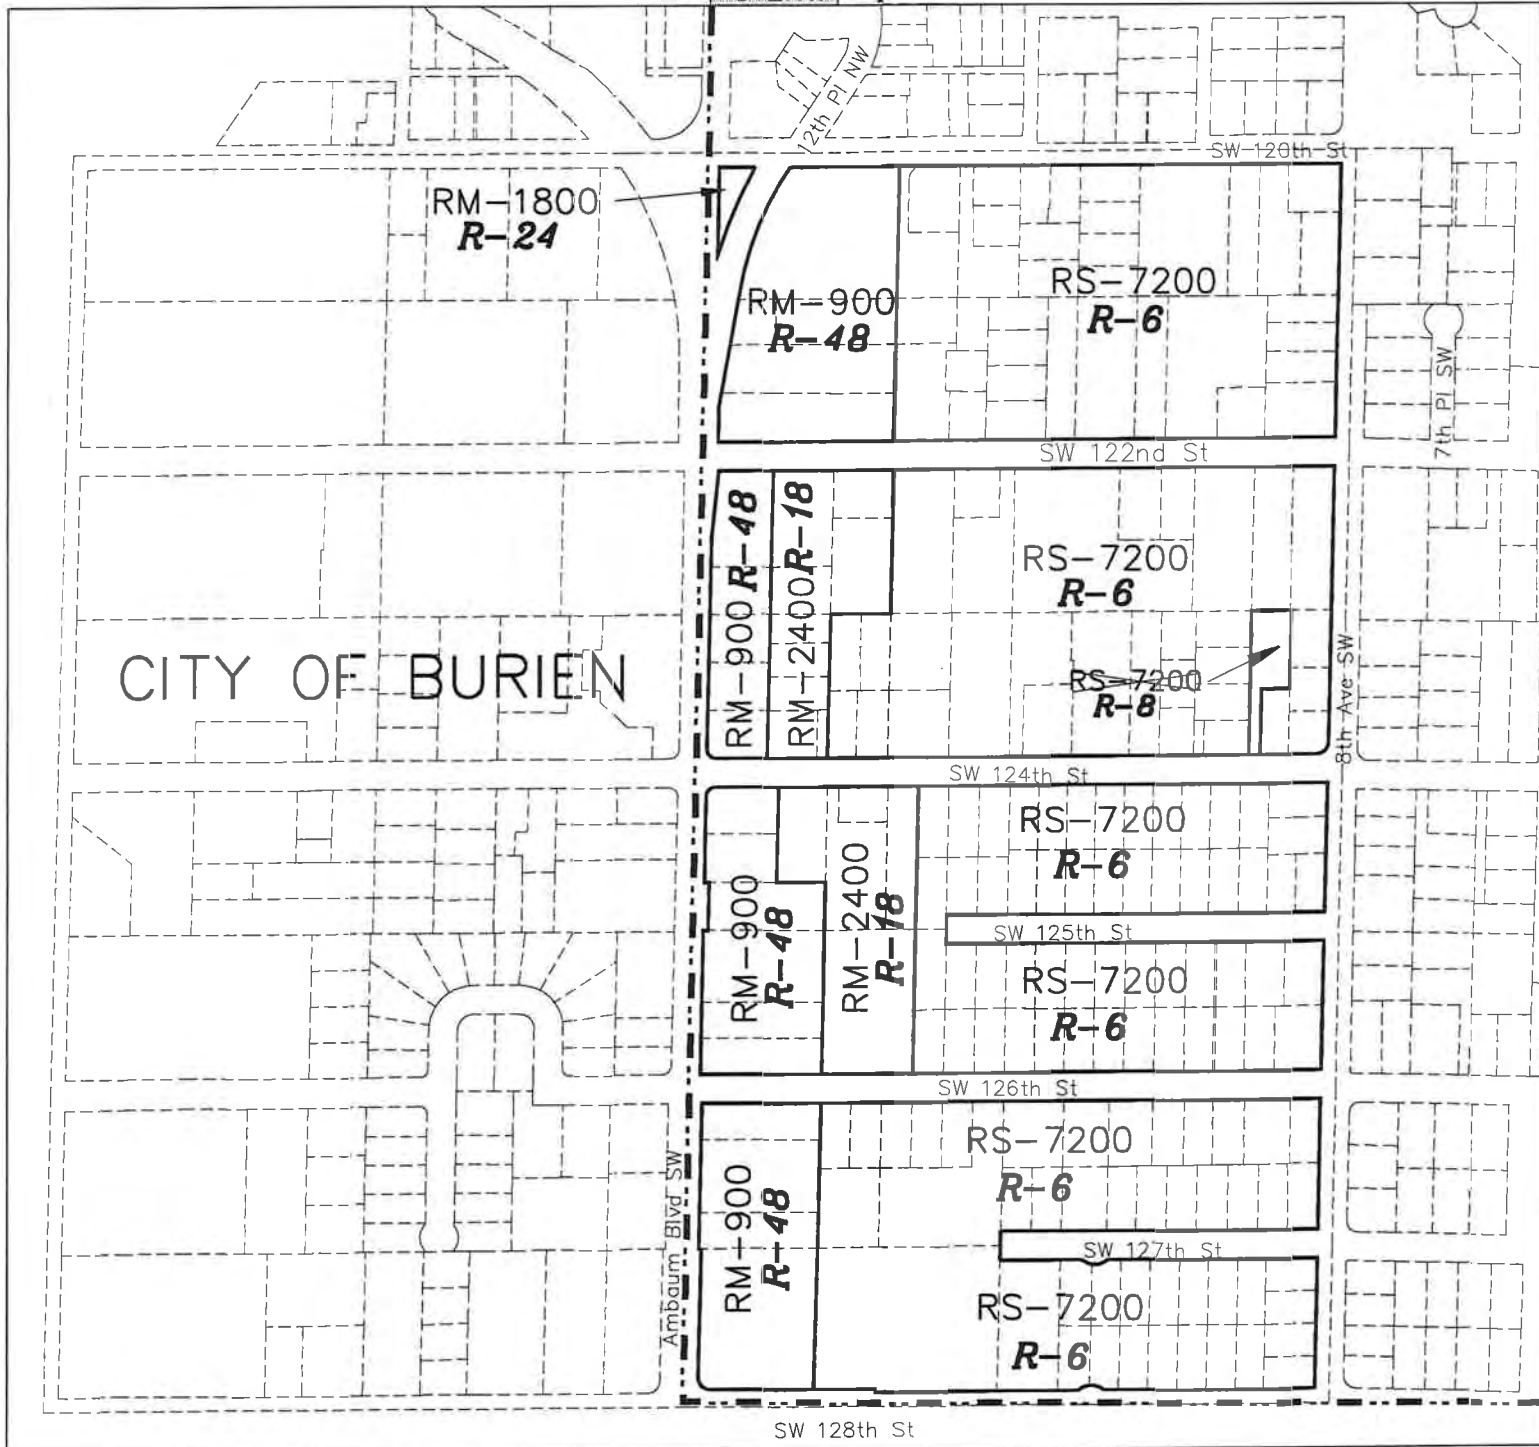 12th Pl NW
SW 120th St
RM-1800
R-24
RM-900
R-48
RS-7200
R-6
7th Pl SW
SW 122nd St
RM-900 R-48
RM-2400 R-18
RS-7200
R-6
CITY OF BURIEN
RS-7200
R-8
8th Ave SW
SW 124th St
RM-900
R-48
RM-2400
R-18
RS-7200
R-6
SW 125th St
RS-7200
R-6
SW 126th St
Ambaum Blvd SW
RM-900
R-48
RS-7200
R-6
SW 127th St
RS-7200
R-6
SW 128th St